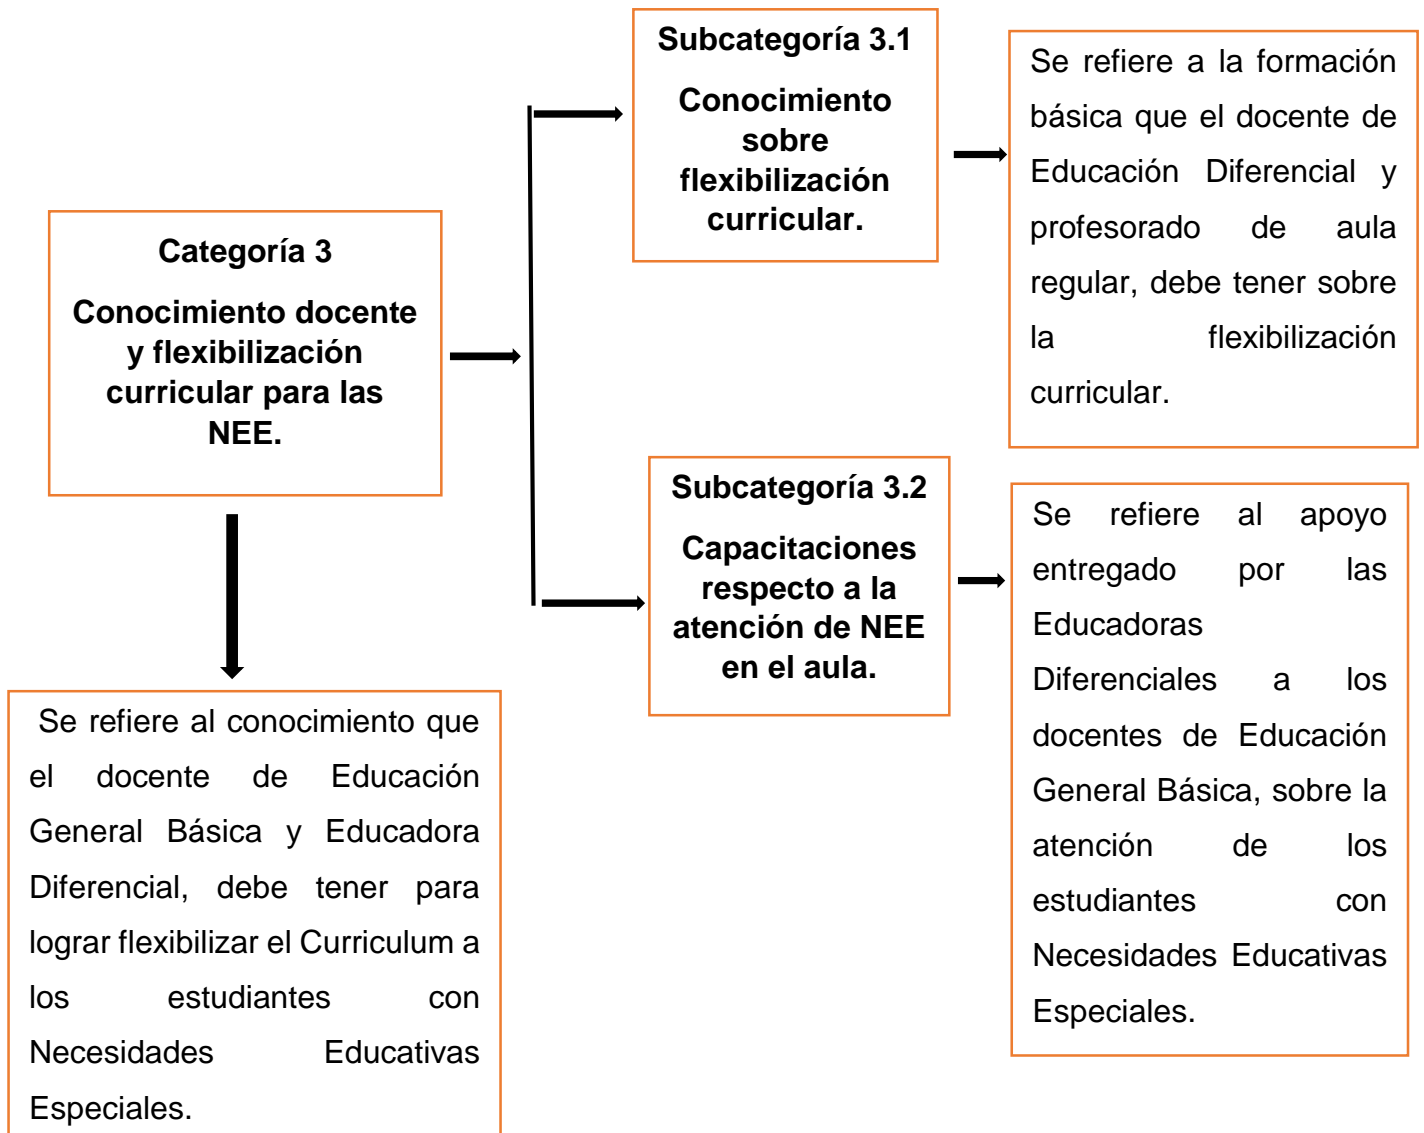 Categoría 3
Conocimiento docente
y flexibilización
curricular para las
NEE.
Se refiere al conocimiento que
el docente de Educación
General Básica y Educadora
Diferencial, debe tener para
lograr flexibilizar el Curriculum a
los estudiantes con
Necesidades Educativas
Especiales.
Subcategoría 3.1
Conocimiento
sobre
flexibilización
curricular.
Se refiere a la formación
básica que el docente de
Educación Diferencial y
profesorado de aula
regular, debe tener sobre
la flexibilización
curricular.
Subcategoría 3.2
Capacitaciones
respecto a la
atención de NEE
en el aula.
Se refiere al apoyo
entregado por las
Educadoras
Diferenciales a los
docentes de Educación
General Básica, sobre la
atención de los
estudiantes con
Necesidades Educativas
Especiales.